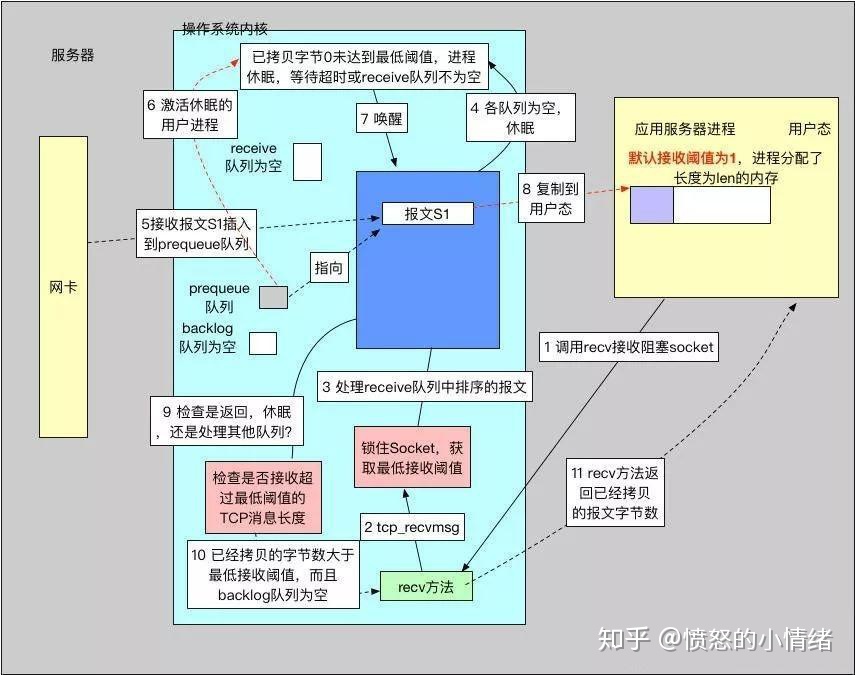 操作系统内核
服务器
已拷贝字节0未达到最低阈值，进程
休眠，等待超时或receive队列不为空
6 激活休眠的
用户进程
7 唤醒
4 各队列为空，
休眠
receive
队列为空
应用服务器进程
用户态
默认接收阈值为1，进程分配了
长度为len的内存
8 复制到
用户态
报文S1
5接收报文S1插入
到prequeue队列
指向
网卡
prequeue
队列
backlog
队列为空
1 调用recv接收阻塞socket
3 处理receive队列中排序的报文
9 检查是返回，休眠
，还是处理其他队列？
锁住Socket，获
取最低接收阈值
检查是否接收超
过最低阈值的
TCP消息长度
11 recv方法返
回已经拷贝
的报文字节数
2 tcp_recvmsg
10 已经拷贝的字节数大于
最低接收阈值，而且
backlog队列为空
recv方法
知乎 @愤怒的小情绪